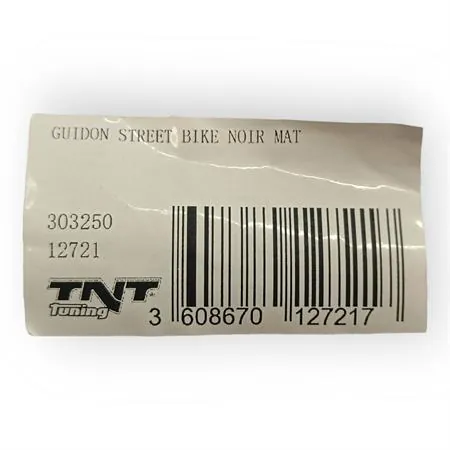 GUIDON STREET BIKE NOIR MAT
303250
12721
TNT
Tuning
3 608670 127217